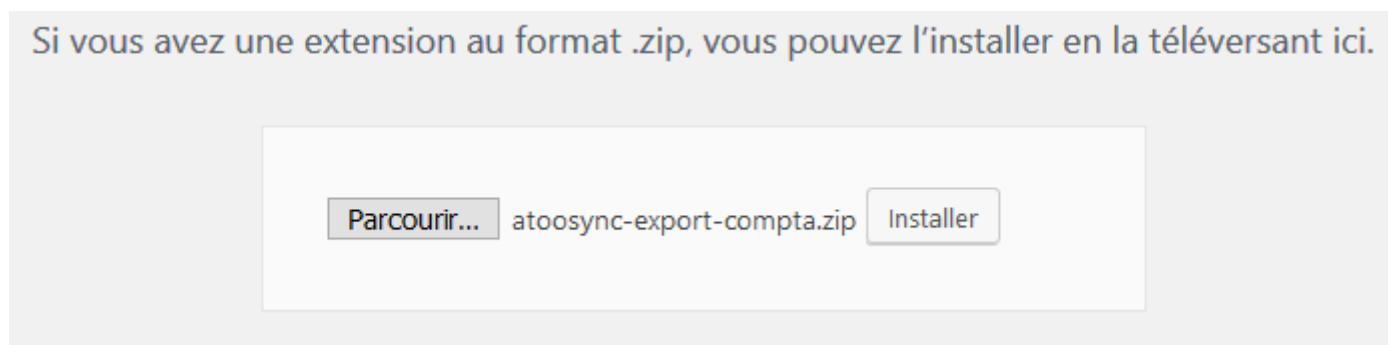 Si vous avez une extension au format .zip, vous pouvez l’installer en la téléversant ici.
Parcourir... atoosync-export-compta.zip Installer